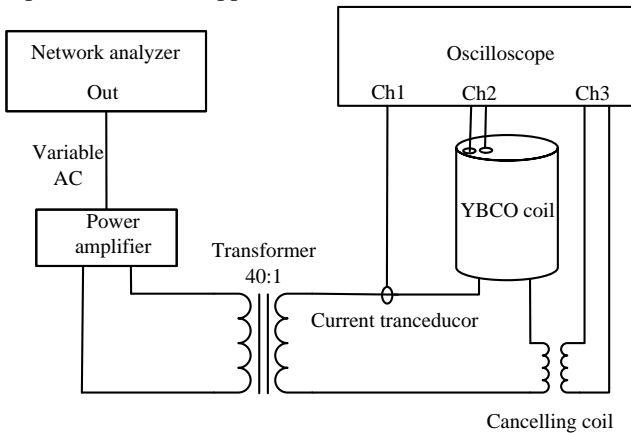 Network analyzer
Out
Oscilloscope
Ch1
Ch2
Ch3
Variable
AC
YBCO coil
Power
amplifier
Transformer
40:1
Current tranceducor
Cancelling coil